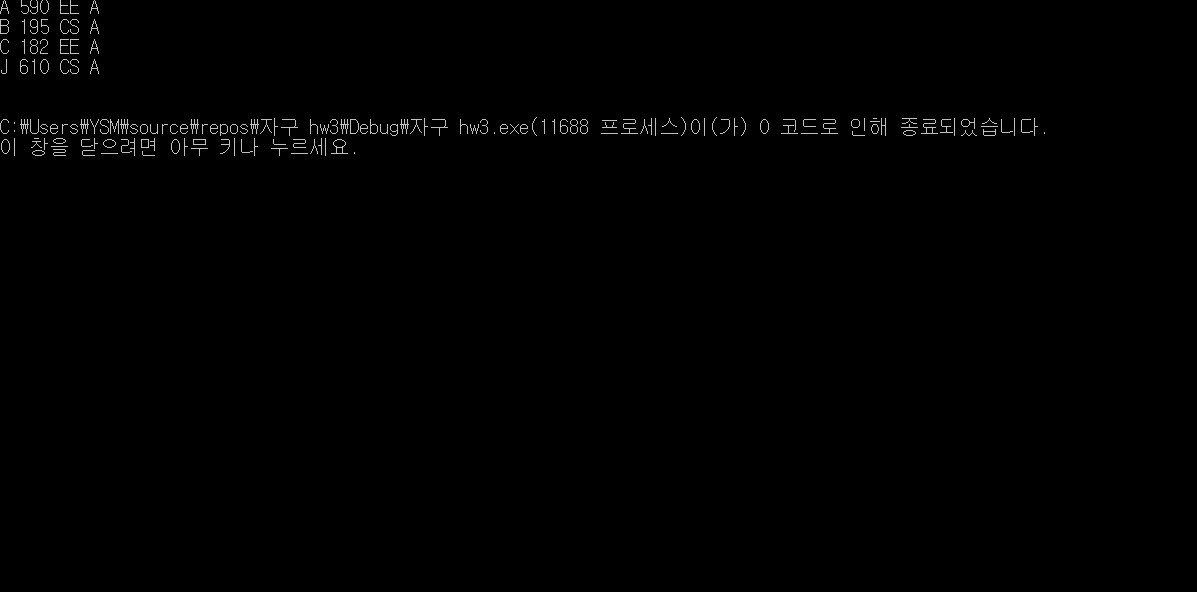 A 590 EE A
B 195 CS A
C 182 EE A
J 610 CS A
C:₩Users₩YSM₩source₩repos₩자구 hw3₩Debug₩자구 hw3.exe(11688 프로세스)이(가) 0 코드로 인해 종료되었습니다.
이 창을 닫으려면 아무 키나 누르세요.